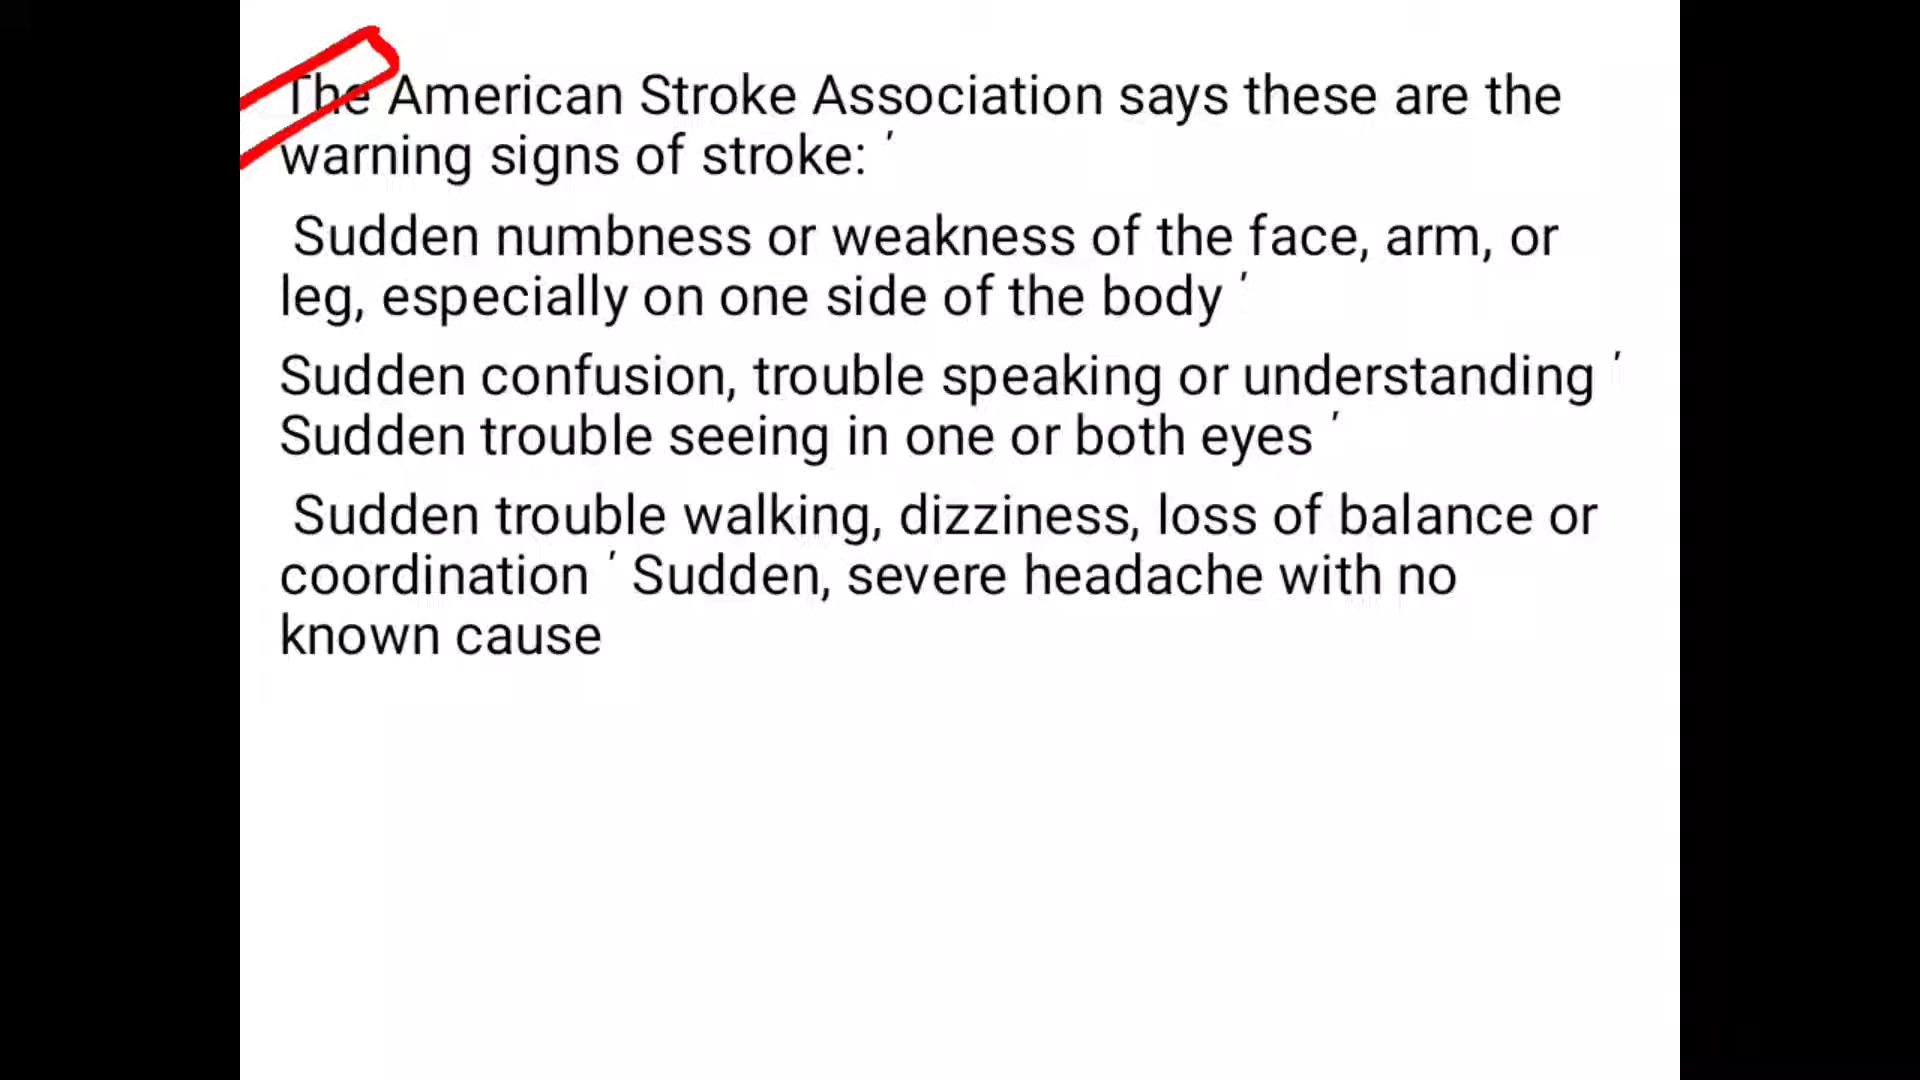 The American Stroke Association says these are the
warning signs of stroke: ′
Sudden numbness or weakness of the face, arm, or
leg, especially on one side of the body ′
Sudden confusion, trouble speaking or understanding ′
Sudden trouble seeing in one or both eyes ′
Sudden trouble walking, dizziness, loss of balance or
coordination ′ Sudden, severe headache with no
known cause